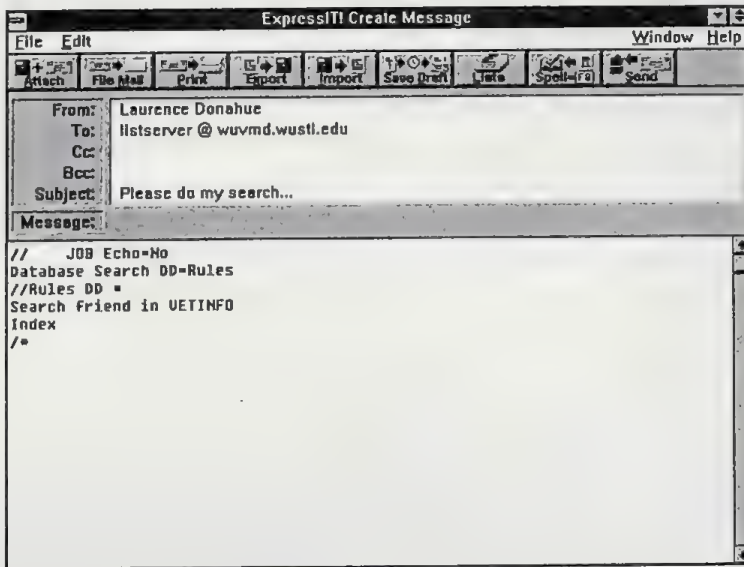 ExpressIT! Create Message
File Edit Window Help
Attach File Mail Print Export Import Save Draft Lists Spell=F8 Send
From: Laurence Donahue
To: listserver @ wuvmd.wustl.edu
Cc:
Bcc:
Subject: Please do my search...
Message:
// JOB Echo=No
Database Search DD=Rules
//Rules DD *
Search friend in VETINFO
Index
/*